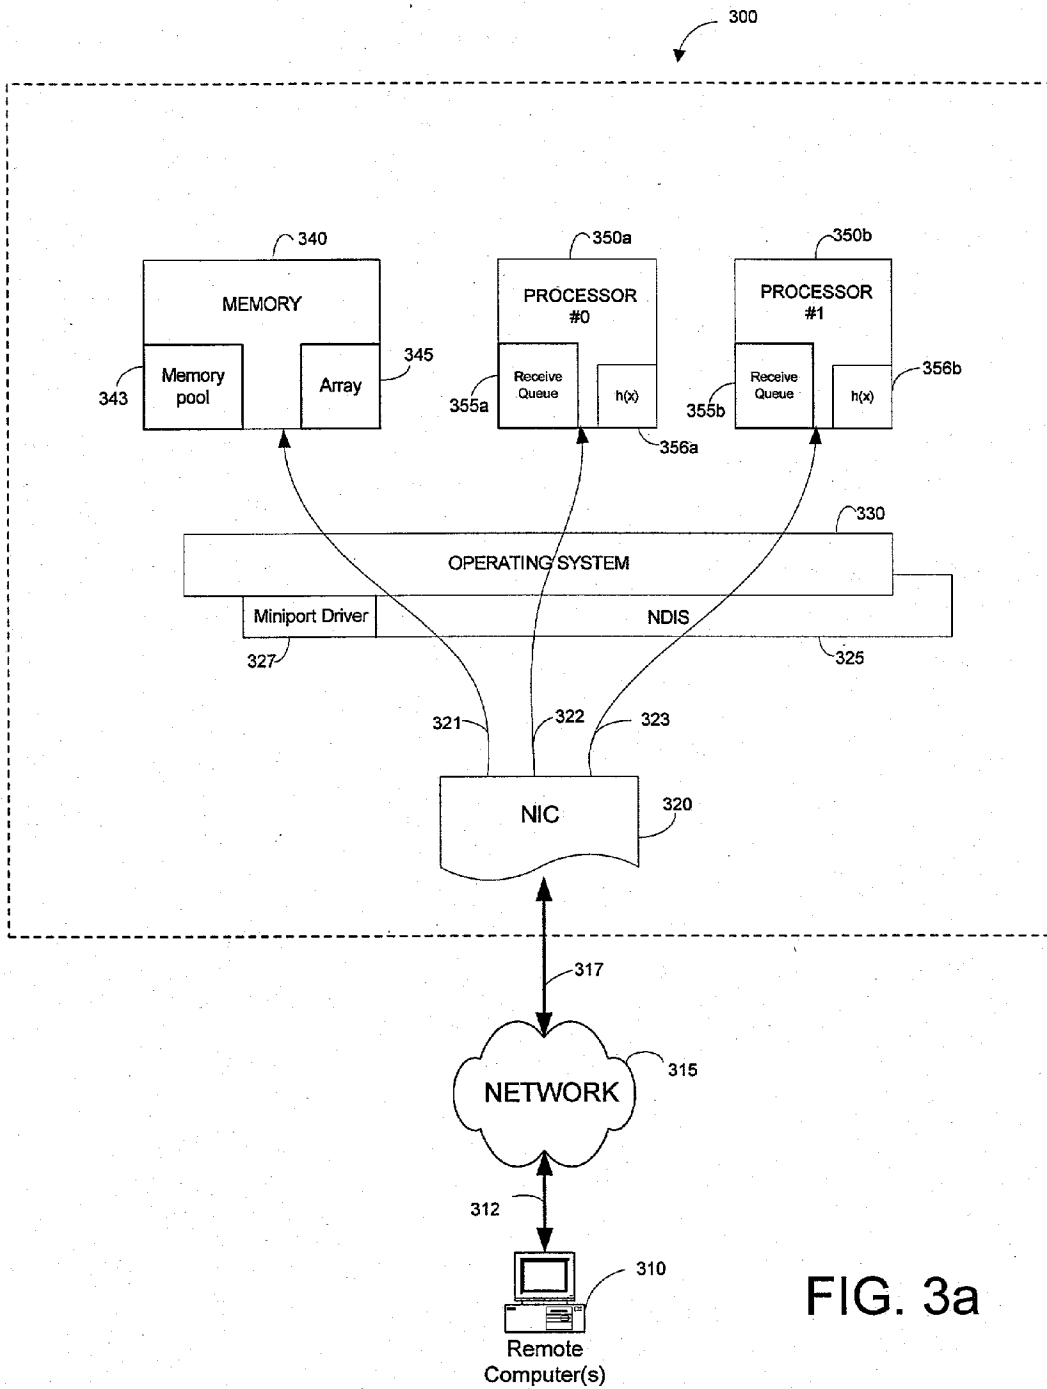 300
340
350a
350b
MEMORY
PROCESSOR
#0
PROCESSOR
#1
Memory
pool
Array
345
343
Receive
Queue
h(x)
355a
356a
Receive
Queue
h(x)
355b
356b
330
OPERATING SYSTEM
Miniport Driver
NDIS
327
325
321
322
323
NIC
320
317
NETWORK
315
312
310
Remote
Computer(s)
FIG. 3a